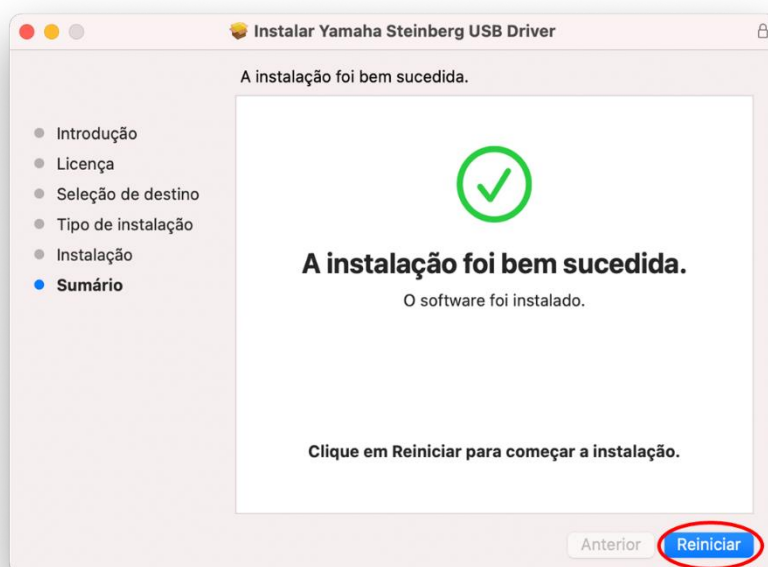 Instalar Yamaha Steinberg USB Driver
A instalação foi bem sucedida.
Introdução
Licença
Seleção de destino
Tipo de instalação
Instalação
Sumário
A instalação foi bem sucedida.
O software foi instalado.
Clique em Reiniciar para começar a instalação.
Anterior
Reiniciar